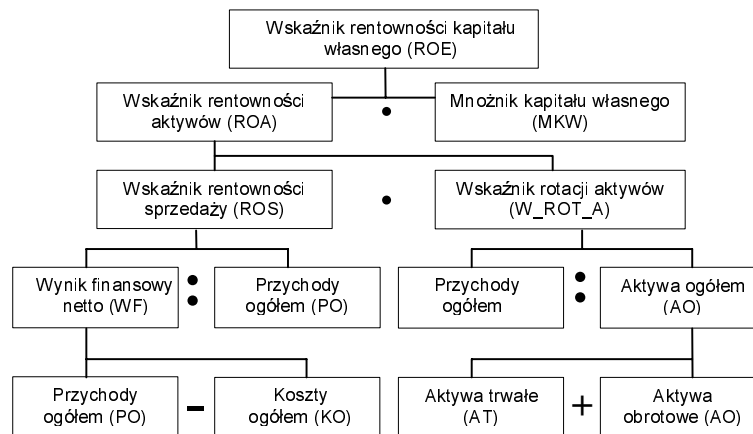 Wskaźnik rentowności kapitału
własnego (ROE)
Wskaźnik rentowności
aktywów (ROA)
•
Mnożnik kapitału własnego
(MKW)
Wskaźnik rentowności
sprzedaży (ROS)
•
Wskaźnik rotacji aktywów
(W_ROT_A)
Wynik finansowy
netto (WF)
:
Przychody
ogółem (PO)
Przychody
ogółem
:
Aktywa ogółem
(AO)
Przychody
ogółem (PO)
–
Koszty
ogółem (KO)
Aktywa trwałe
(AT)
+
Aktywa
obrotowe (AO)